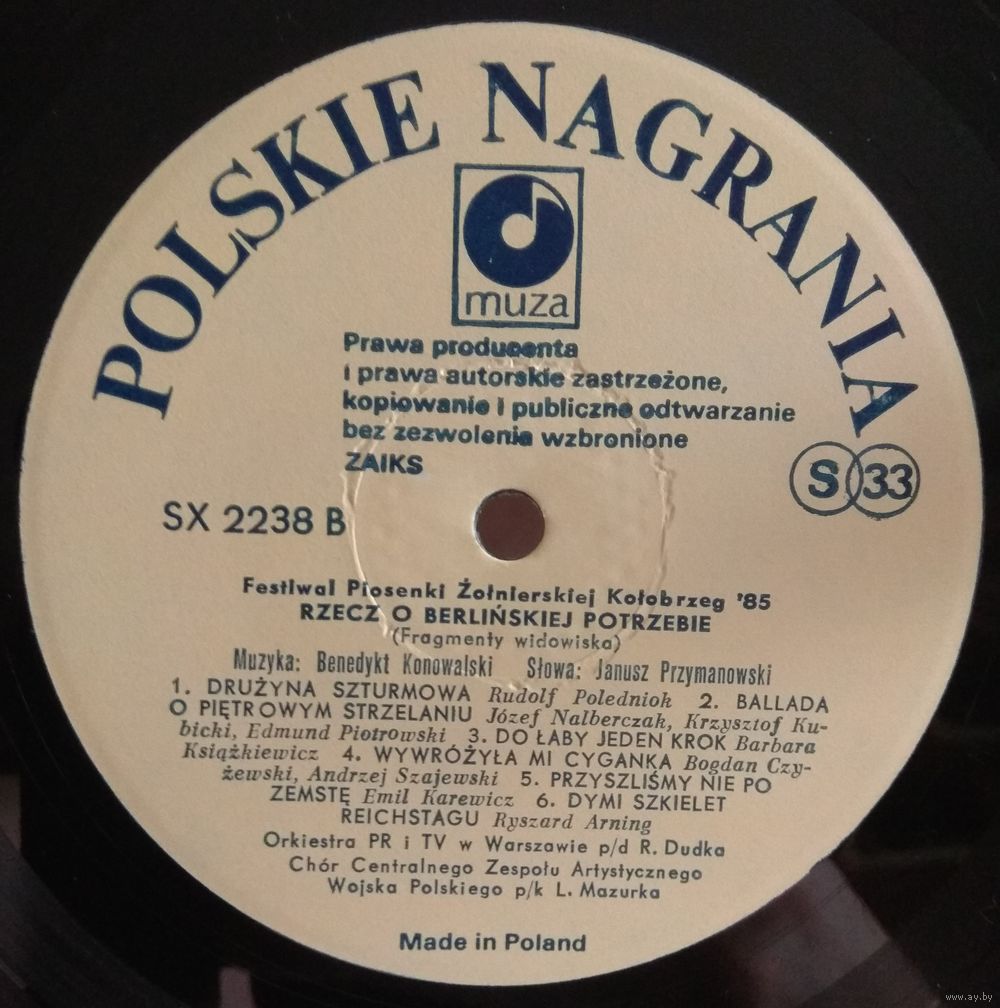 POLSKIE NAGRANIA
muza
Prawa producenta
i prawa autorskie zastrzeżone,
kopiowanie i publiczne odtwarzanie
bez zezwolenia wzbronione
ZAIKS
S 33
SX 2238 B
Festiwal Piosenki Żołnierskiej Kołobrzeg '85
RZECZ O BERLIŃSKIEJ POTRZEBIE
(Fragmenty widowiska)
Muzyka: Benedykt Konowalski Słowa: Janusz Przymanowski
1. DRUŻYNA SZTURMOWA Rudolf Poledniok 2. BALLADA
O PIĘTROWYM STRZELANIU Józef Nalberczak, Krzysztof Ku-
bicki, Edmund Piotrowski 3. DO ŁABY JEDEN KROK Barbara
Książkiewicz 4. WYWRÓŻYŁA MI CYGANKA Bogdan Czy-
żewski, Andrzej Szajewski 5. PRZYSZLIŚMY NIE PO
ZEMSTĘ Emil Karewicz 6. DYMI SZKIELET
REICHSTAGU Ryszard Arning
Orkiestra PR i TV w Warszawie p/d R. Dudka
Chór Centralnego Zespołu Artystycznego
Wojska Polskiego p/k L. Mazurka
Made in Poland
www.ay.by